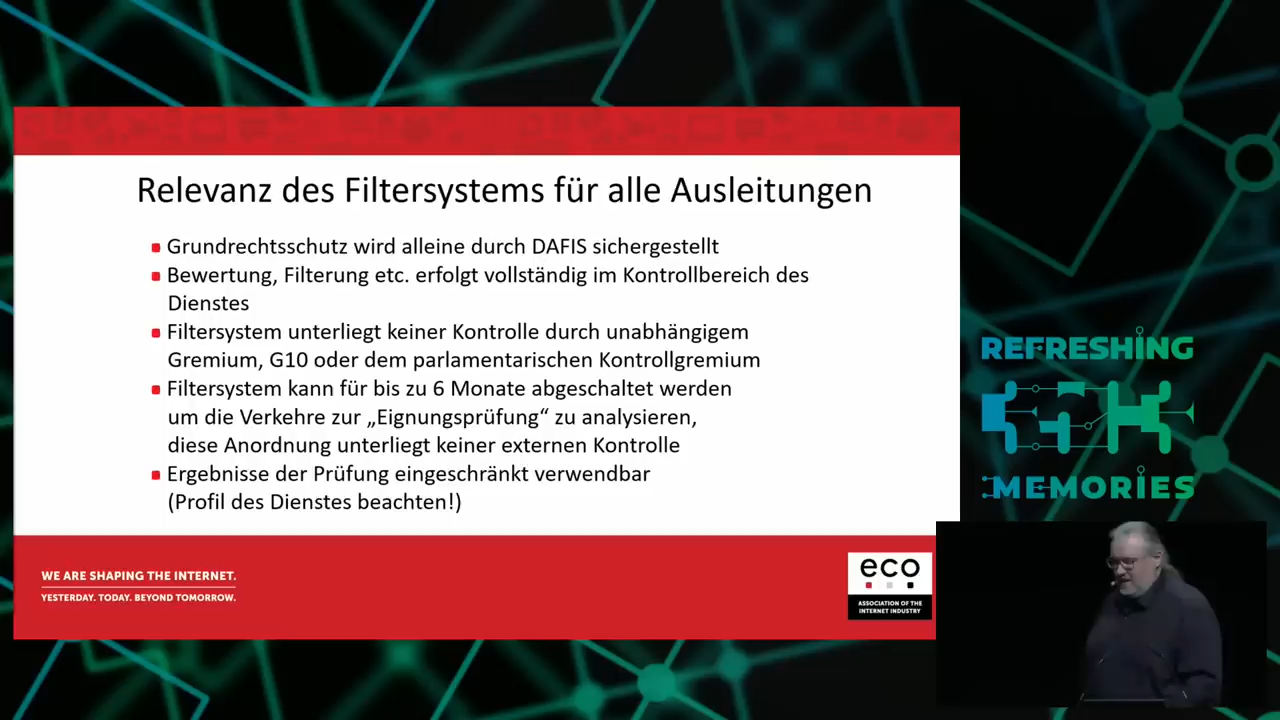 Relevanz des Filtersystems für alle Ausleitungen
Grundrechtsschutz wird alleine durch DAFIS sichergestellt
Bewertung, Filterung etc. erfolgt vollständig im Kontrollbereich des
Dienstes
Filtersystem unterliegt keiner Kontrolle durch unabhängigem
Gremium, G10 oder dem parlamentarischen Kontrollgremium
Filtersystem kann für bis zu 6 Monate abgeschaltet werden
um die Verkehre zur „Eignungsprüfung“ zu analysieren,
diese Anordnung unterliegt keiner externen Kontrolle
Ergebnisse der Prüfung eingeschränkt verwendbar
(Profil des Dienstes beachten!)
WE ARE SHAPING THE INTERNET.
YESTERDAY. TODAY. BEYOND TOMORROW.
eco
ASSOCIATION OF THE
INTERNET INDUSTRY
REFRESHING
MEMORIES